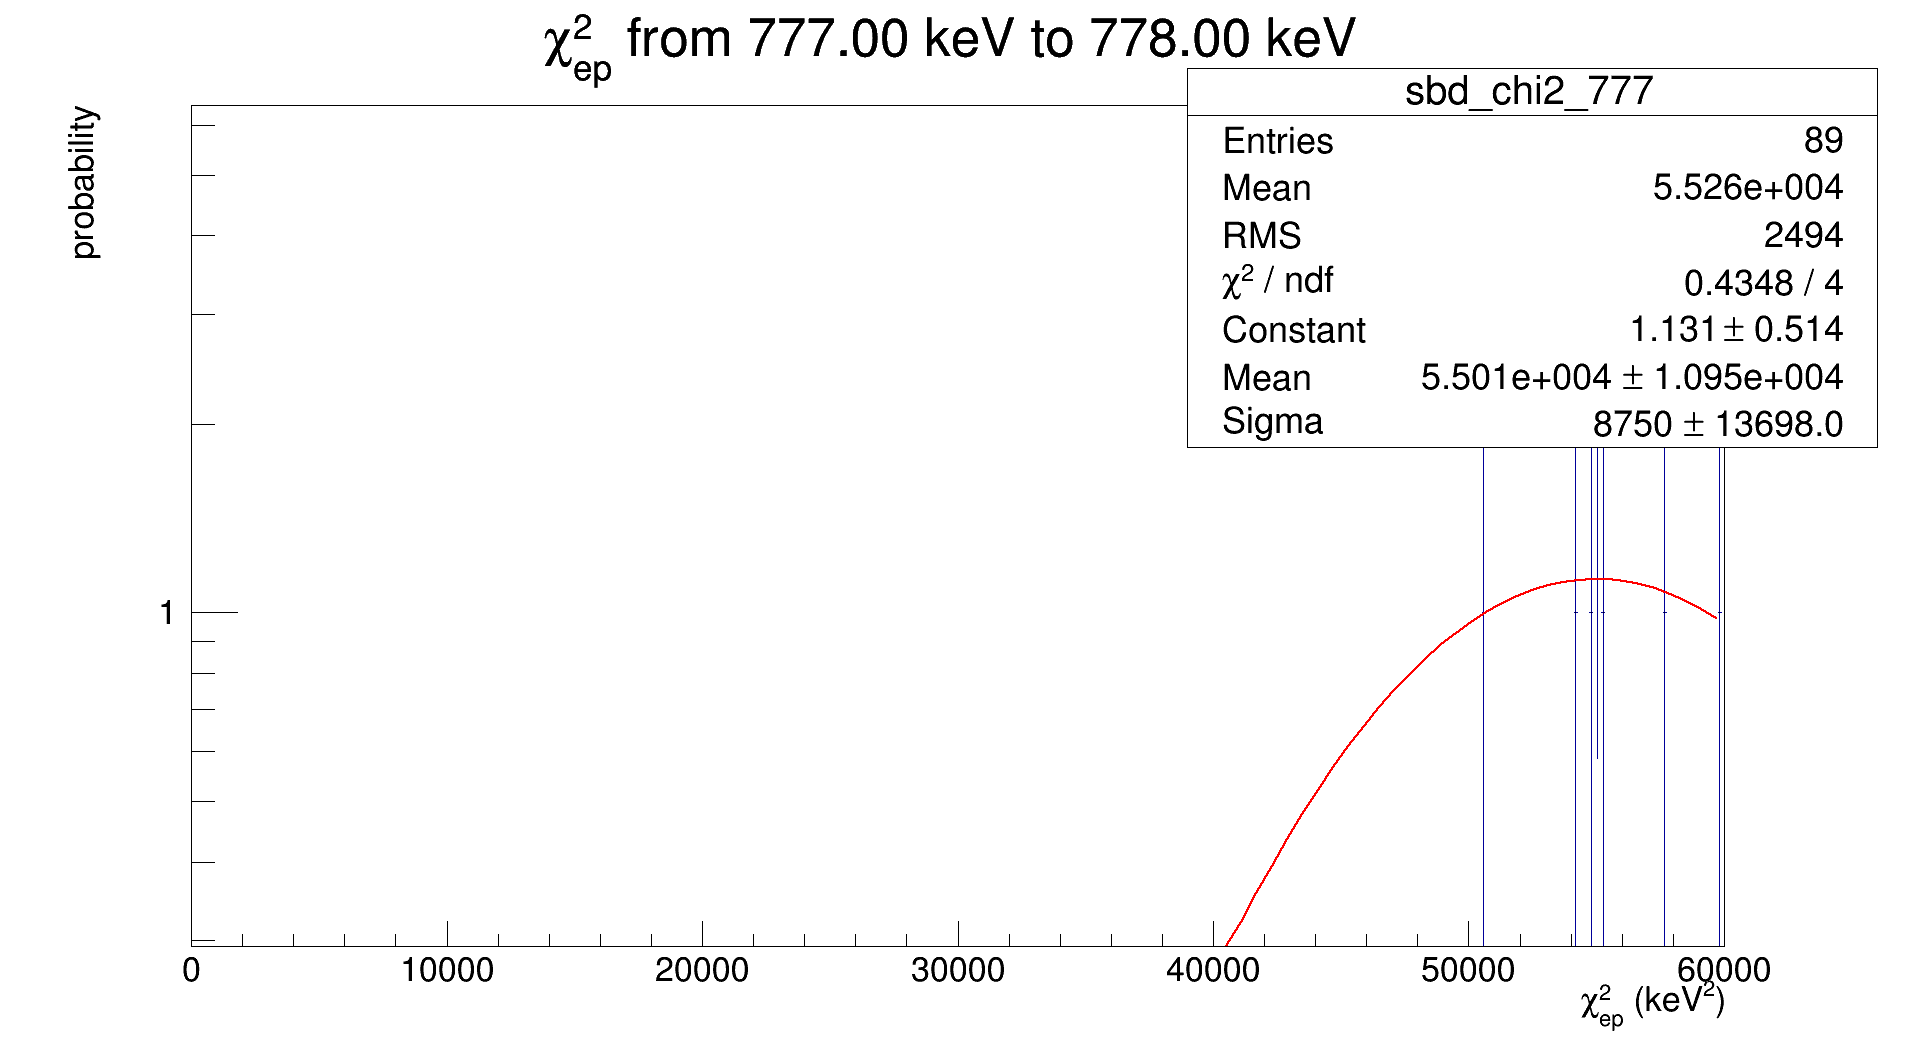 χ²ep from 777.00 keV to 778.00 keV
probability
sbd_chi2_777
Entries 89
Mean 5.526e+004
RMS 2494
χ² / ndf 0.4348 / 4
Constant 1.131 ± 0.514
Mean 5.501e+004 ± 1.095e+004
Sigma 8750 ± 13698.0
1
0 10000 20000 30000 40000 50000 60000
χ²ep (keV²)